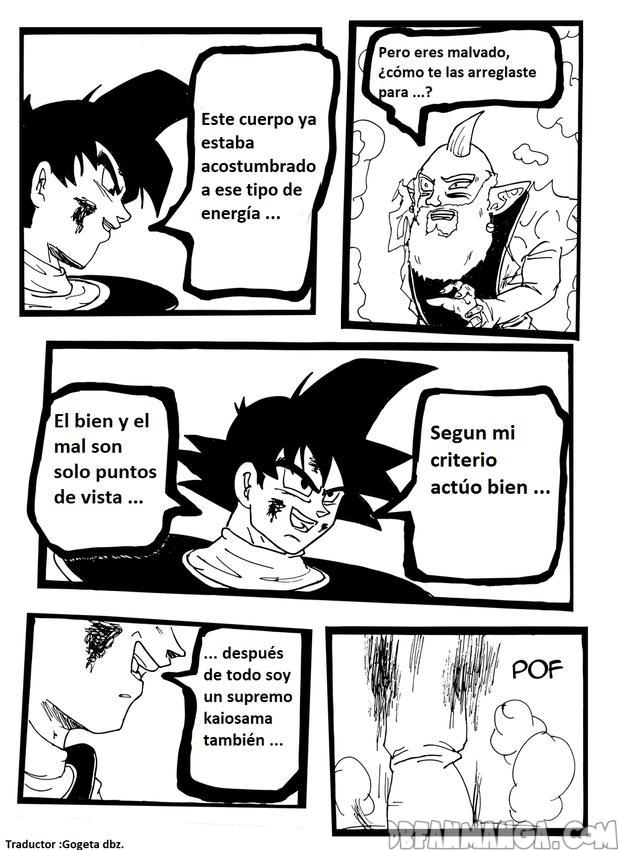 Este cuerpo ya
estaba
acostumbrado
a ese tipo de
energía ...
Pero eres malvado,
¿cómo te las arreglaste
para ...?
El bien y el
mal son
solo puntos
de vista ...
Segun mi
criterio
actúo bien ...
... después
de todo soy
un supremo
kaiosama
también ...
POF
Traductor :Gogeta dbz.
DBFANMANGA.COM